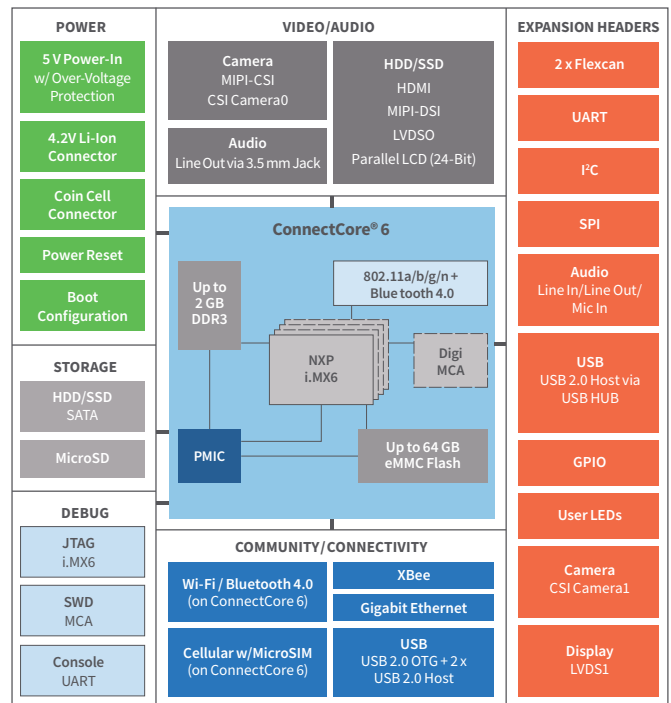 POWER
5 V Power-In
w/ Over-Voltage
Protection
4.2V Li-Ion
Connector
Coin Cell
Connector
Power Reset
Boot
Configuration
STORAGE
HDD/SSD
SATA
MicroSD
DEBUG
JTAG
i.MX6
SWD
MCA
Console
UART
VIDEO/AUDIO
Camera
MIPI-CSI
CSI Camera0
Audio
Line Out via 3.5 mm Jack
HDD/SSD
HDMI
MIPI-DSI
LVDSO
Parallel LCD (24-Bit)
ConnectCore® 6
Up to
2 GB
DDR3
802.11a/b/g/n +
Blue tooth 4.0
NXP
i.MX6
Digi
MCA
PMIC
Up to 64 GB
eMMC Flash
COMMUNITY/CONNECTIVITY
Wi-Fi / Bluetooth 4.0
(on ConnectCore 6)
Cellular w/MicroSIM
(on ConnectCore 6)
XBee
Gigabit Ethernet
USB
USB 2.0 OTG + 2 x
USB 2.0 Host
EXPANSION HEADERS
2 x Flexcan
UART
I²C
SPI
Audio
Line In/Line Out/
Mic In
USB
USB 2.0 Host via
USB HUB
GPIO
User LEDs
Camera
CSI Camera1
Display
LVDS1